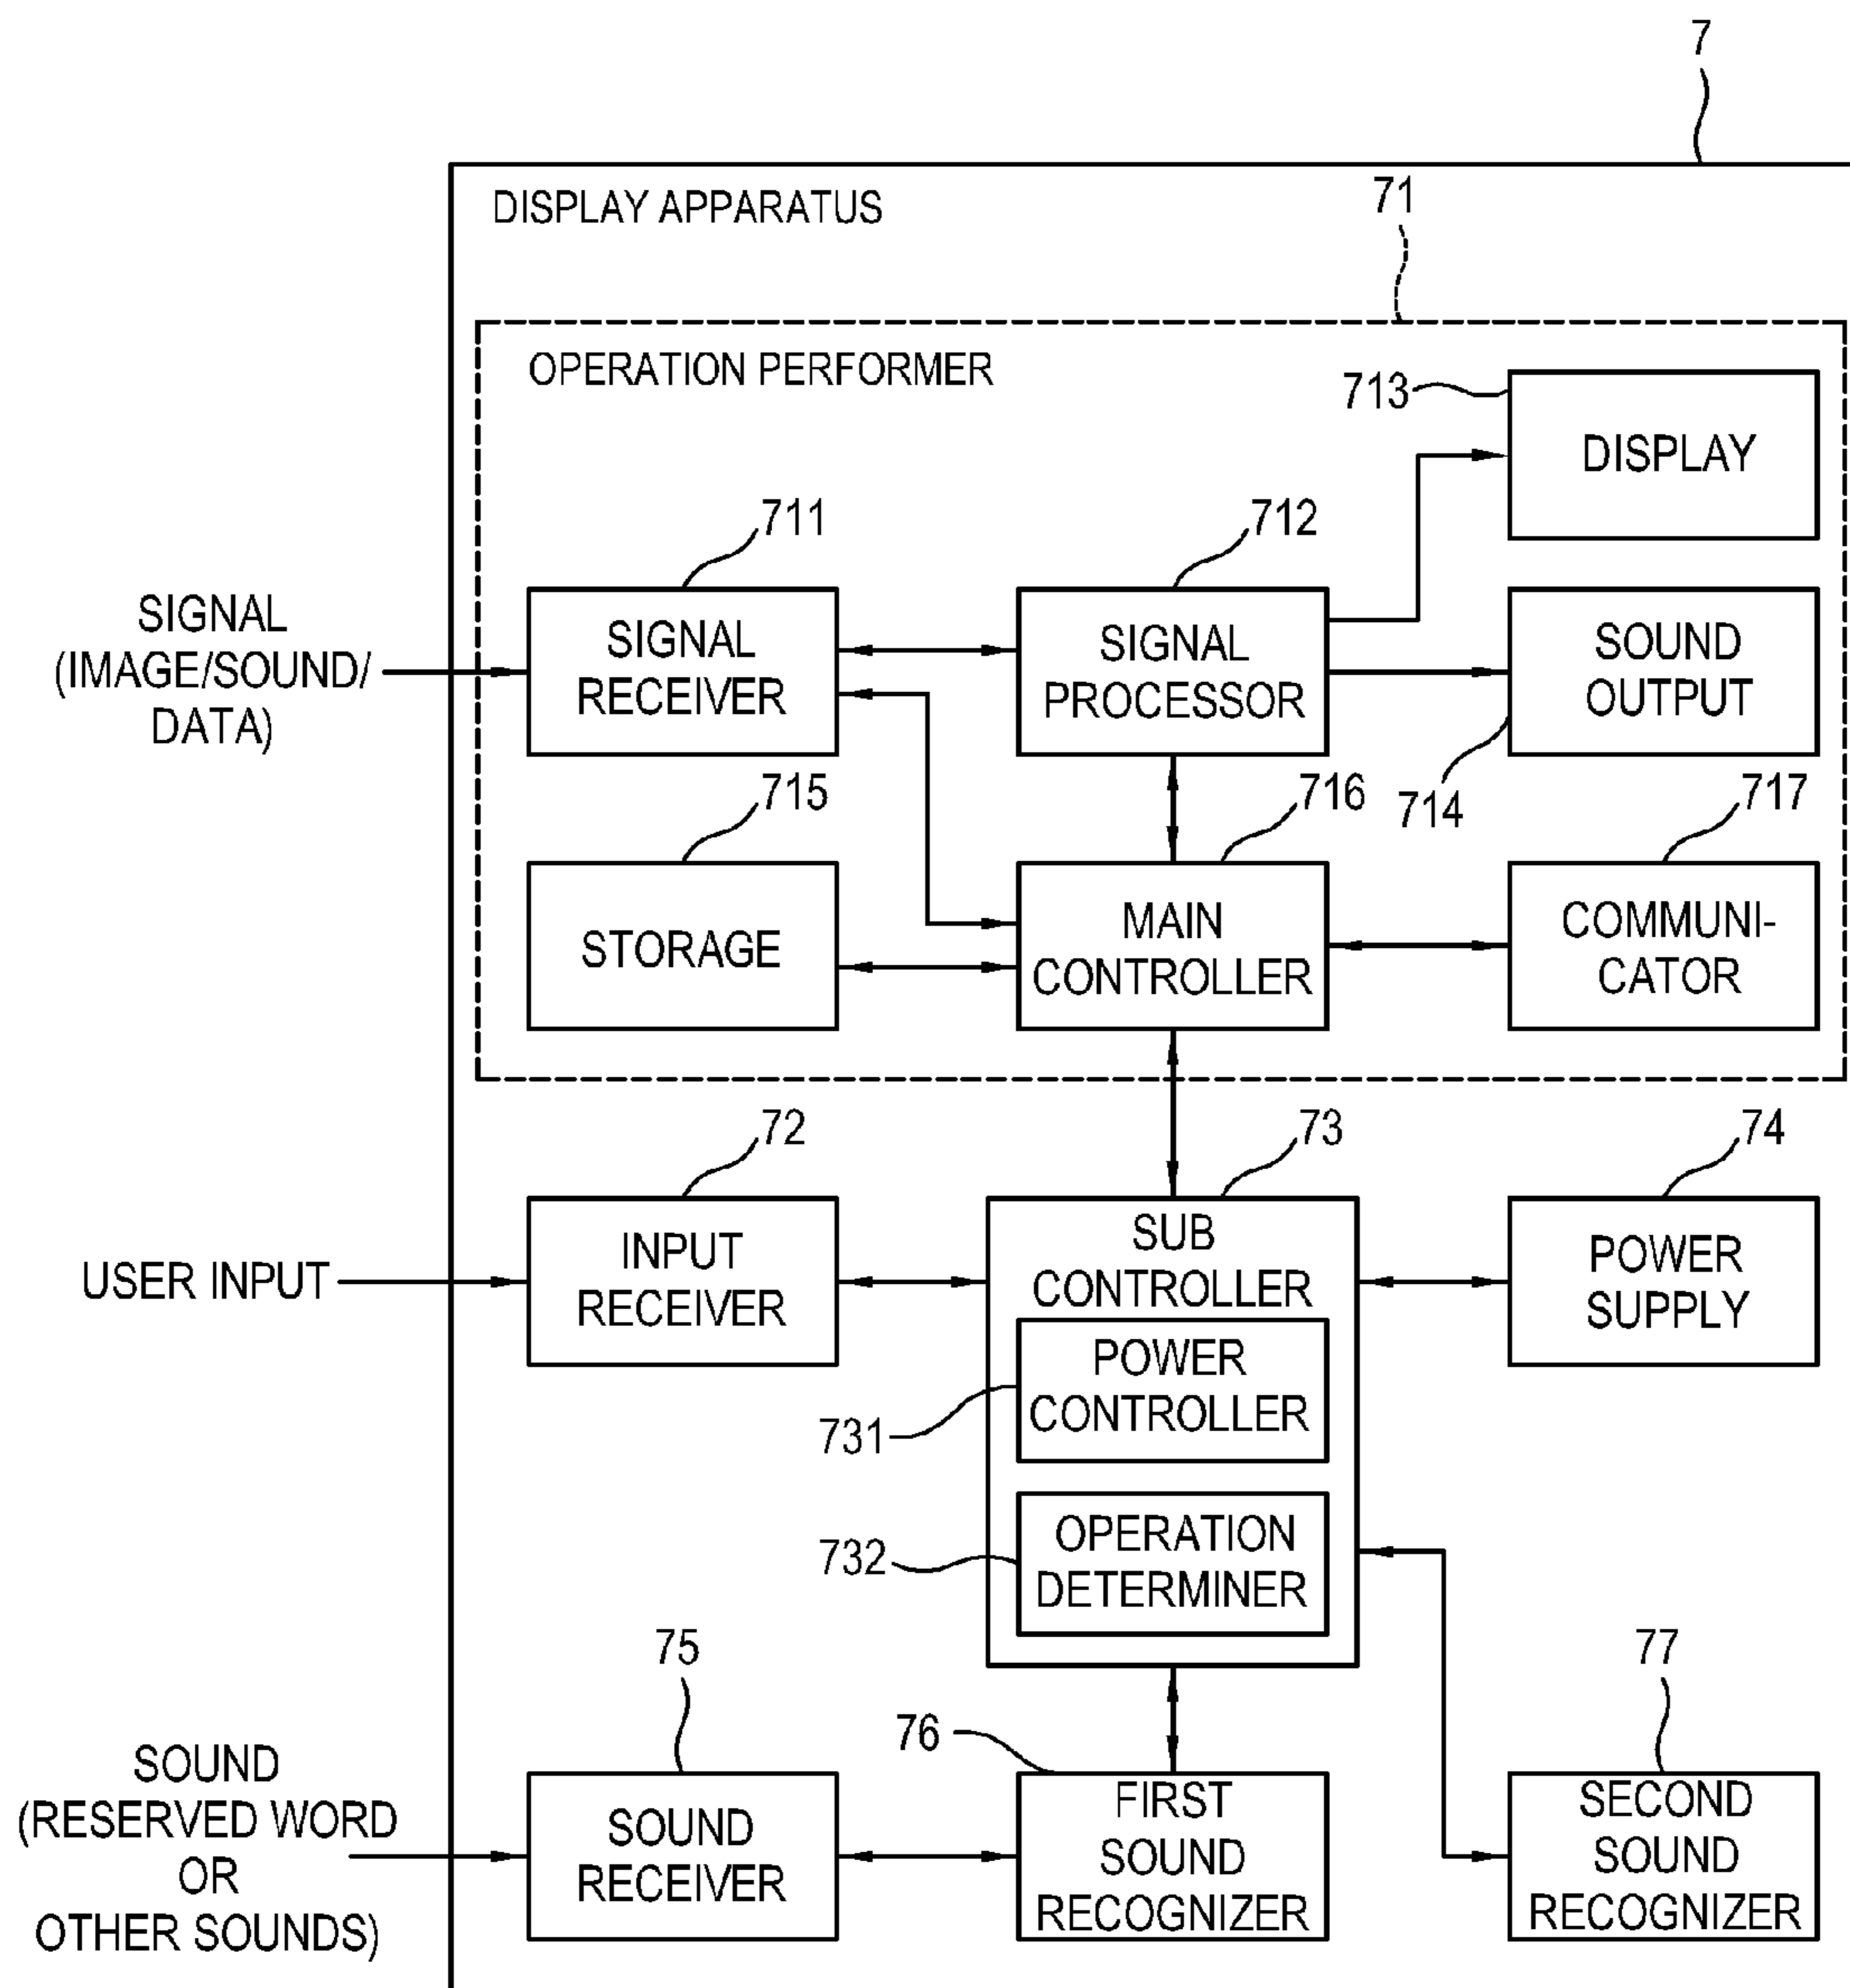 7
DISPLAY APPARATUS
71
OPERATION PERFORMER
713
DISPLAY
711
712
SIGNAL
(IMAGE/SOUND/
DATA)
SIGNAL
RECEIVER
SIGNAL
PROCESSOR
SOUND
OUTPUT
714
715
716
717
STORAGE
MAIN
CONTROLLER
COMMUNI-
CATOR
72
73
74
USER INPUT
INPUT
RECEIVER
SUB
CONTROLLER
POWER
SUPPLY
POWER
CONTROLLER
731
OPERATION
DETERMINER
732
75
76
77
SOUND
(RESERVED WORD
OR
OTHER SOUNDS)
SOUND
RECEIVER
FIRST
SOUND
RECOGNIZER
SECOND
SOUND
RECOGNIZER